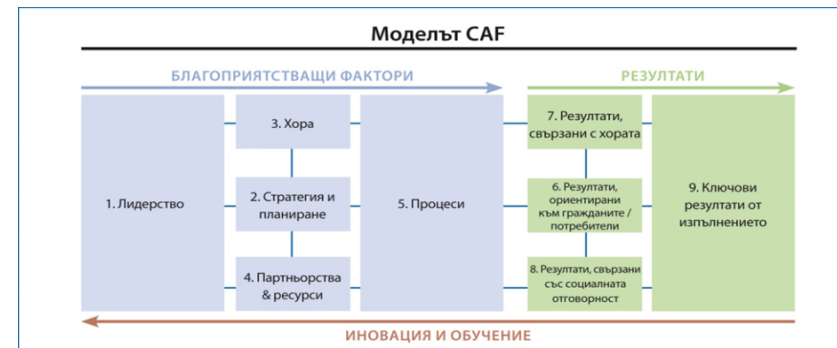 Моделът CAF
БЛАГОПРИЯТСТВАЩИ ФАКТОРИ
РЕЗУЛТАТИ
1. Лидерство
3. Хора
2. Стратегия и
планиране
4. Партньорства
& ресурси
5. Процеси
7. Резултати,
свързани с хората
6. Резултати,
ориентирани
към гражданите /
потребители
8. Резултати, свързани
със социалната
отговорност
9. Ключови
резултати от
изпълнението
ИНОВАЦИЯ И ОБУЧЕНИЕ